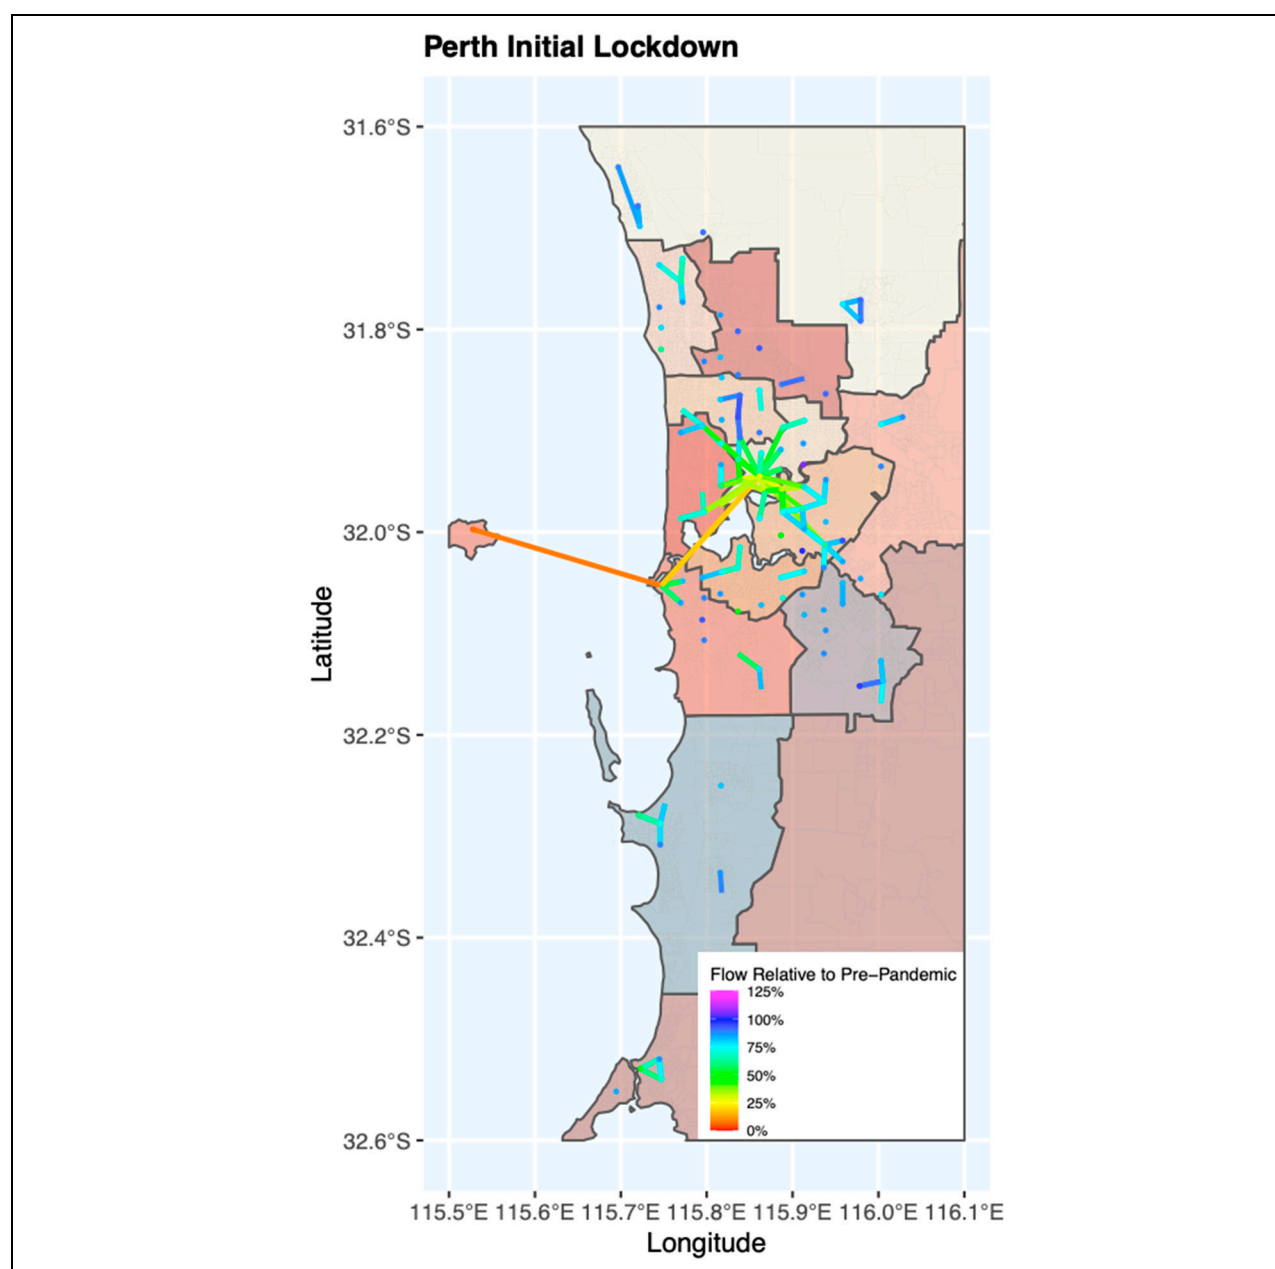 Perth Initial Lockdown
31.6°S
31.8°S
32.0°S
32.2°S
32.4°S
32.6°S
Latitude
Flow Relative to Pre−Pandemic
125%
100%
75%
50%
25%
0%
115.5°E 115.6°E 115.7°E 115.8°E 115.9°E 116.0°E 116.1°E
Longitude